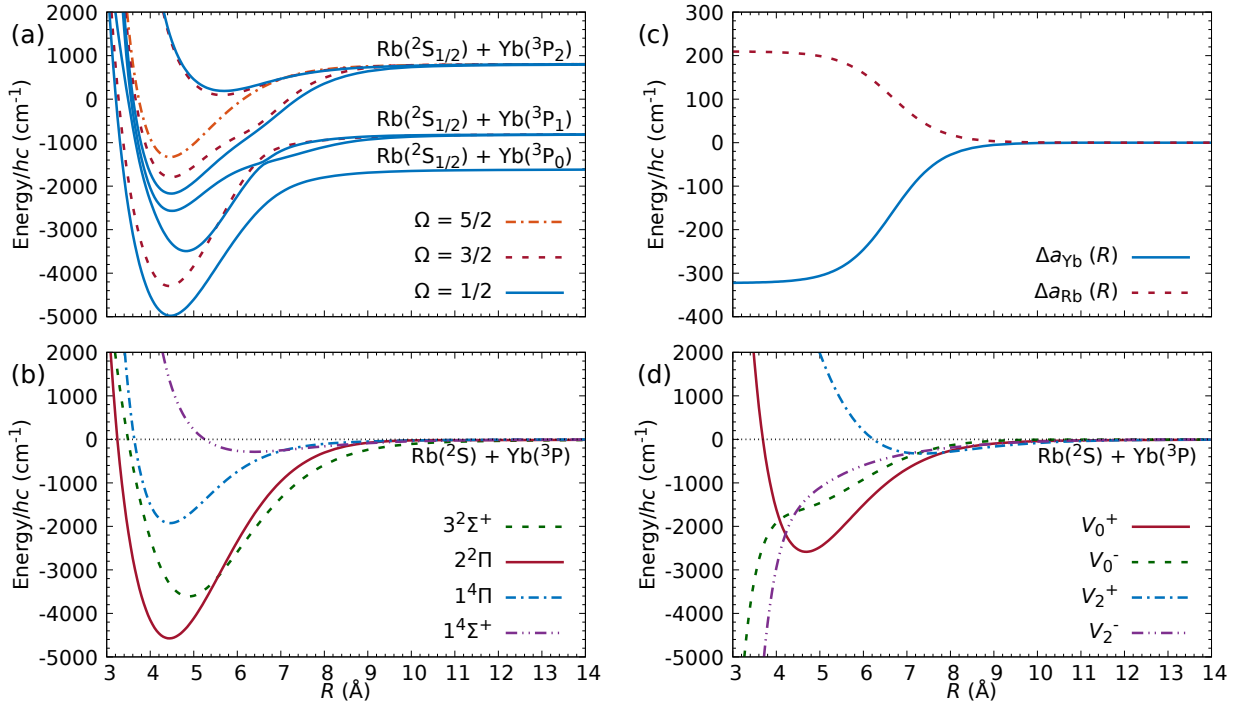 (a)
2000
1000
0
-1000
-2000
-3000
-4000
-5000
Energy/hc (cm⁻¹)
Rb(²S₁/₂) + Yb(³P₂)
Rb(²S₁/₂) + Yb(³P₁)
Rb(²S₁/₂) + Yb(³P₀)
Ω = 5/2
Ω = 3/2
Ω = 1/2
(c)
300
200
100
0
-100
-200
-300
-400
Energy/hc (cm⁻¹)
Δa_Yb (R)
Δa_Rb (R)
(b)
2000
1000
0
-1000
-2000
-3000
-4000
-5000
Energy/hc (cm⁻¹)
Rb(²S) + Yb(³P)
3²Σ⁺
2²Π
1⁴Π
1⁴Σ⁺
3 4 5 6 7 8 9 10 11 12 13 14
R (Å)
(d)
2000
1000
0
-1000
-2000
-3000
-4000
-5000
Energy/hc (cm⁻¹)
Rb(²S) + Yb(³P)
V₀⁺
V₀⁻
V₂⁺
V₂⁻
3 4 5 6 7 8 9 10 11 12 13 14
R (Å)